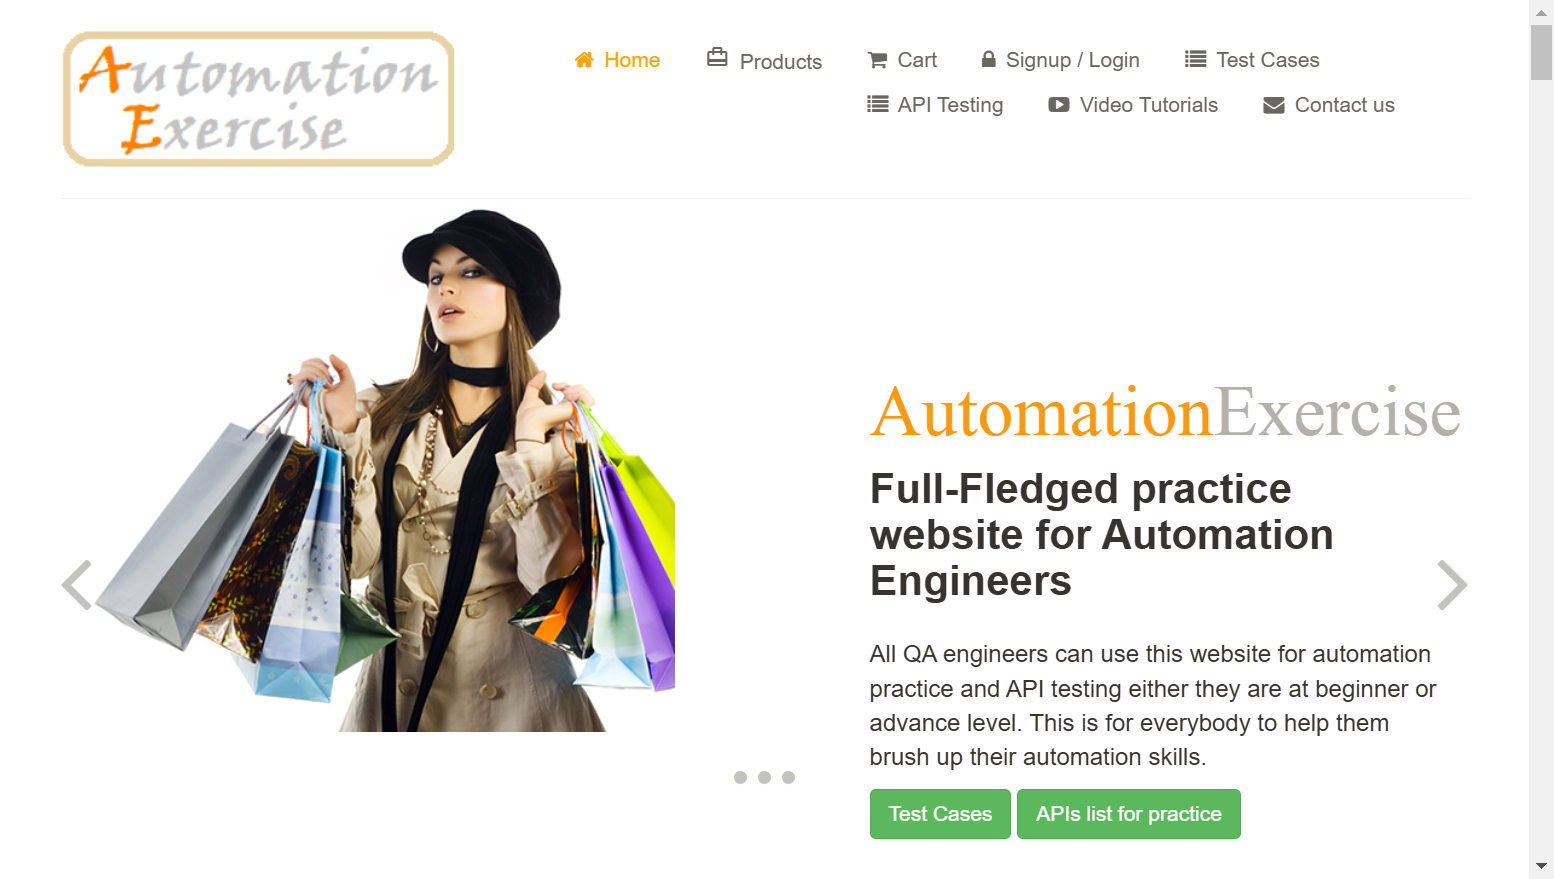 Automation
Exercise
Home Products Cart Signup / Login Test Cases
API Testing Video Tutorials Contact us
AutomationExercise
Full-Fledged practice
website for Automation
Engineers
All QA engineers can use this website for automation
practice and API testing either they are at beginner or
advance level. This is for everybody to help them
brush up their automation skills.
Test Cases APIs list for practice